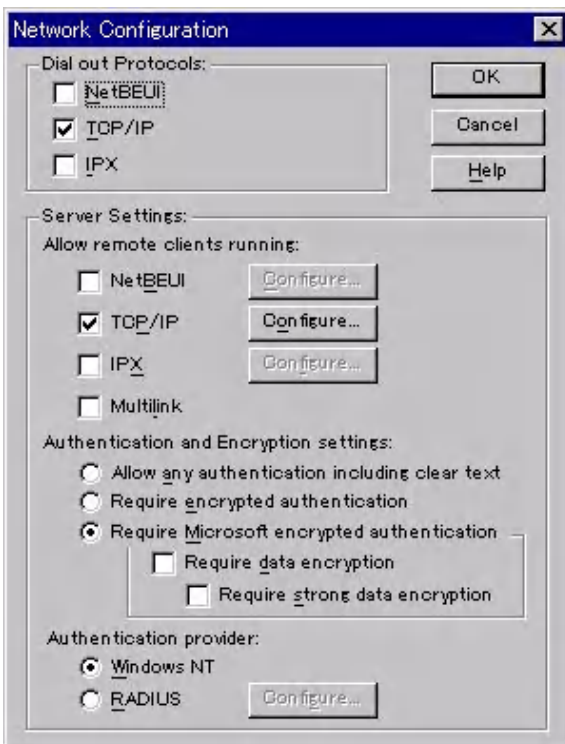 Network Configuration
Dial out Protocols:
NetBEUI
TCP/IP
IPX
OK
Cancel
Help
Server Settings:
Allow remote clients running:
NetBEUI Configure...
TCP/IP Configure...
IPX Configure...
Multilink
Authentication and Encryption settings:
Allow any authentication including clear text
Require encrypted authentication
Require Microsoft encrypted authentication
Require data encryption
Require strong data encryption
Authentication provider:
Windows NT
RADIUS Configure...